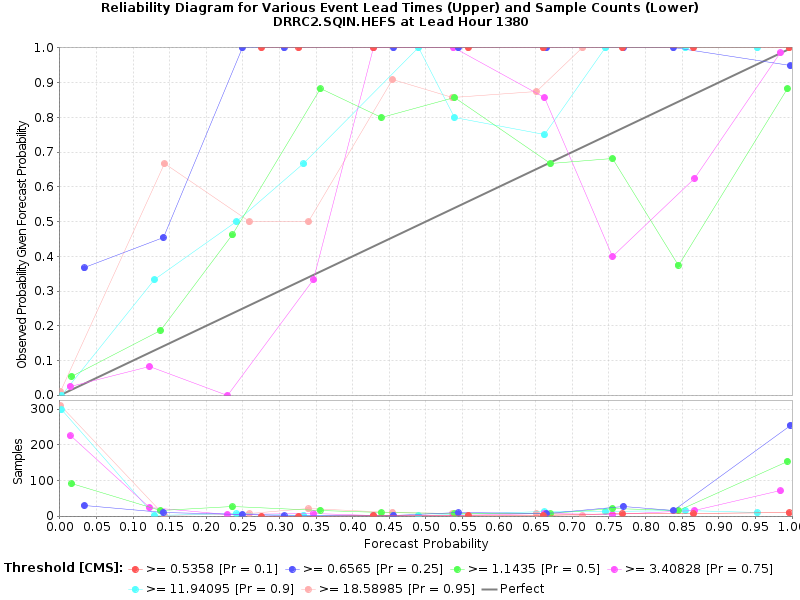 Reliability Diagram for Various Event Lead Times (Upper) and Sample Counts (Lower)
DRRC2.SQIN.HEFS at Lead Hour 1380
Observed Probability Given Forecast Probability
1.0
0.9
0.8
0.7
0.6
0.5
0.4
0.3
0.2
0.1
0.0
Samples
300
200
100
0
0.00 0.05 0.10 0.15 0.20 0.25 0.30 0.35 0.40 0.45 0.50 0.55 0.60 0.65 0.70 0.75 0.80 0.85 0.90 0.95 1.0
Forecast Probability
Threshold [CMS]: >= 0.5358 [Pr = 0.1] >= 0.6565 [Pr = 0.25] >= 1.1435 [Pr = 0.5] >= 3.40828 [Pr = 0.75]
>= 11.94095 [Pr = 0.9] >= 18.58985 [Pr = 0.95] Perfect